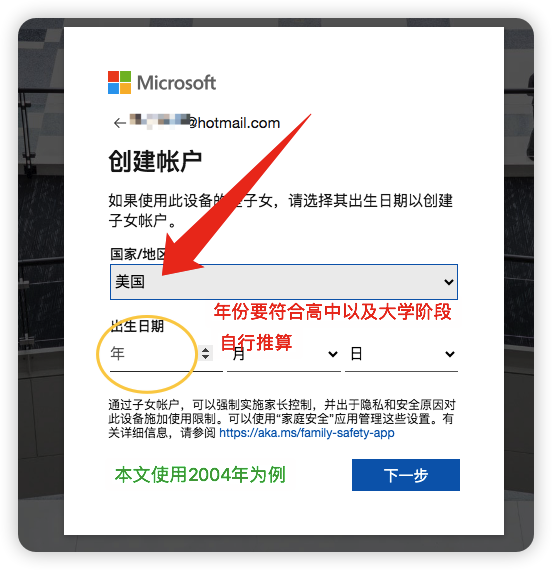 Microsoft
@hotmail.com
创建帐户
如果使用此设备的是子女，请选择其出生日期以创建
子女帐户。
国家/地区
美国
年份要符合高中以及大学阶段
出生日期
自行推算
年 月 日
通过子女帐户，可以强制实施家长控制，并出于隐私和安全原因对
此设备施加使用限制。可以使用“家庭安全”应用管理这些设置。有
关详细信息，请参阅 https://aka.ms/family-safety-app
本文使用2004年为例
下一步